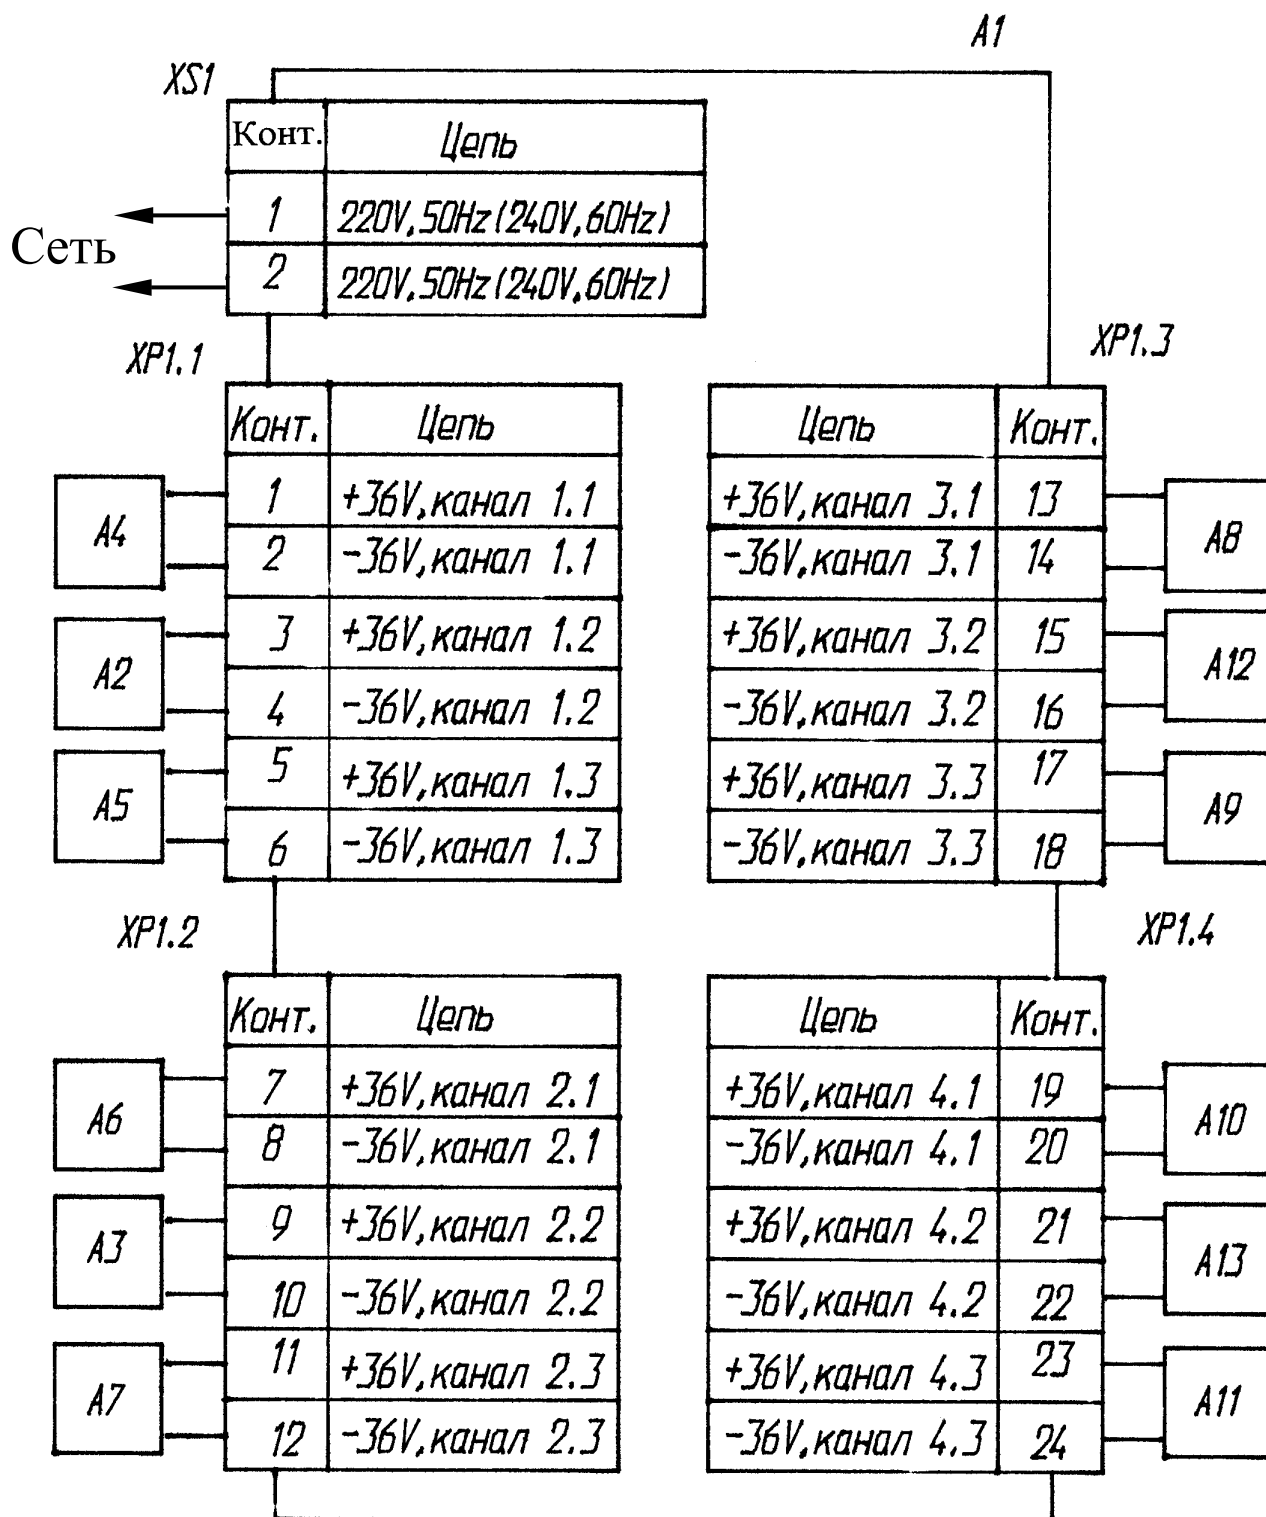 A1
XS1
Конт. Цепь
1 220V,50Hz(240V,60Hz)
Сеть
2 220V,50Hz(240V,60Hz)
XP1.1
Конт. Цепь
A4
1 +36V,канал 1.1
2 -36V,канал 1.1
A2
3 +36V,канал 1.2
4 -36V,канал 1.2
A5
5 +36V,канал 1.3
6 -36V,канал 1.3
XP1.3
Цепь Конт.
+36V,канал 3.1 13
-36V,канал 3.1 14
A8
+36V,канал 3.2 15
-36V,канал 3.2 16
A12
+36V,канал 3.3 17
-36V,канал 3.3 18
A9
XP1.2
Конт. Цепь
A6
7 +36V,канал 2.1
8 -36V,канал 2.1
A3
9 +36V,канал 2.2
10 -36V,канал 2.2
A7
11 +36V,канал 2.3
12 -36V,канал 2.3
XP1.4
Цепь Конт.
+36V,канал 4.1 19
-36V,канал 4.1 20
A10
+36V,канал 4.2 21
-36V,канал 4.2 22
A13
+36V,канал 4.3 23
-36V,канал 4.3 24
A11